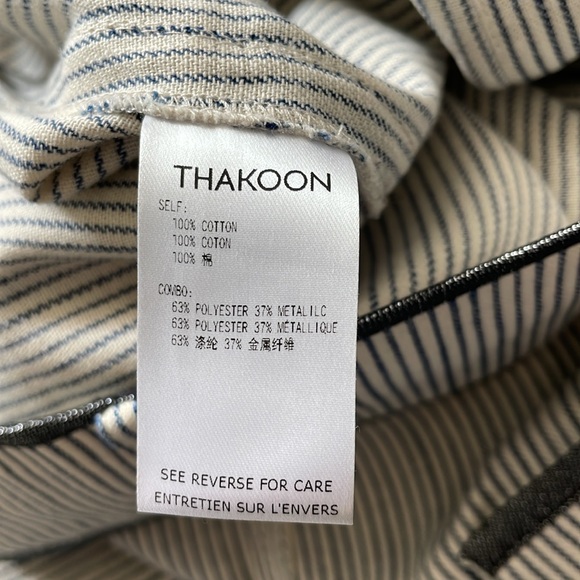 THAKOON
SELF:
100% COTTON
100% COTON
100% 棉
COMBO:
63% POLYESTER 37% METALILC
63% POLYESTER 37% MÉTALLIQUE
63% 涤纶 37% 金属纤维
SEE REVERSE FOR CARE
ENTRETIEN SUR L'ENVERS